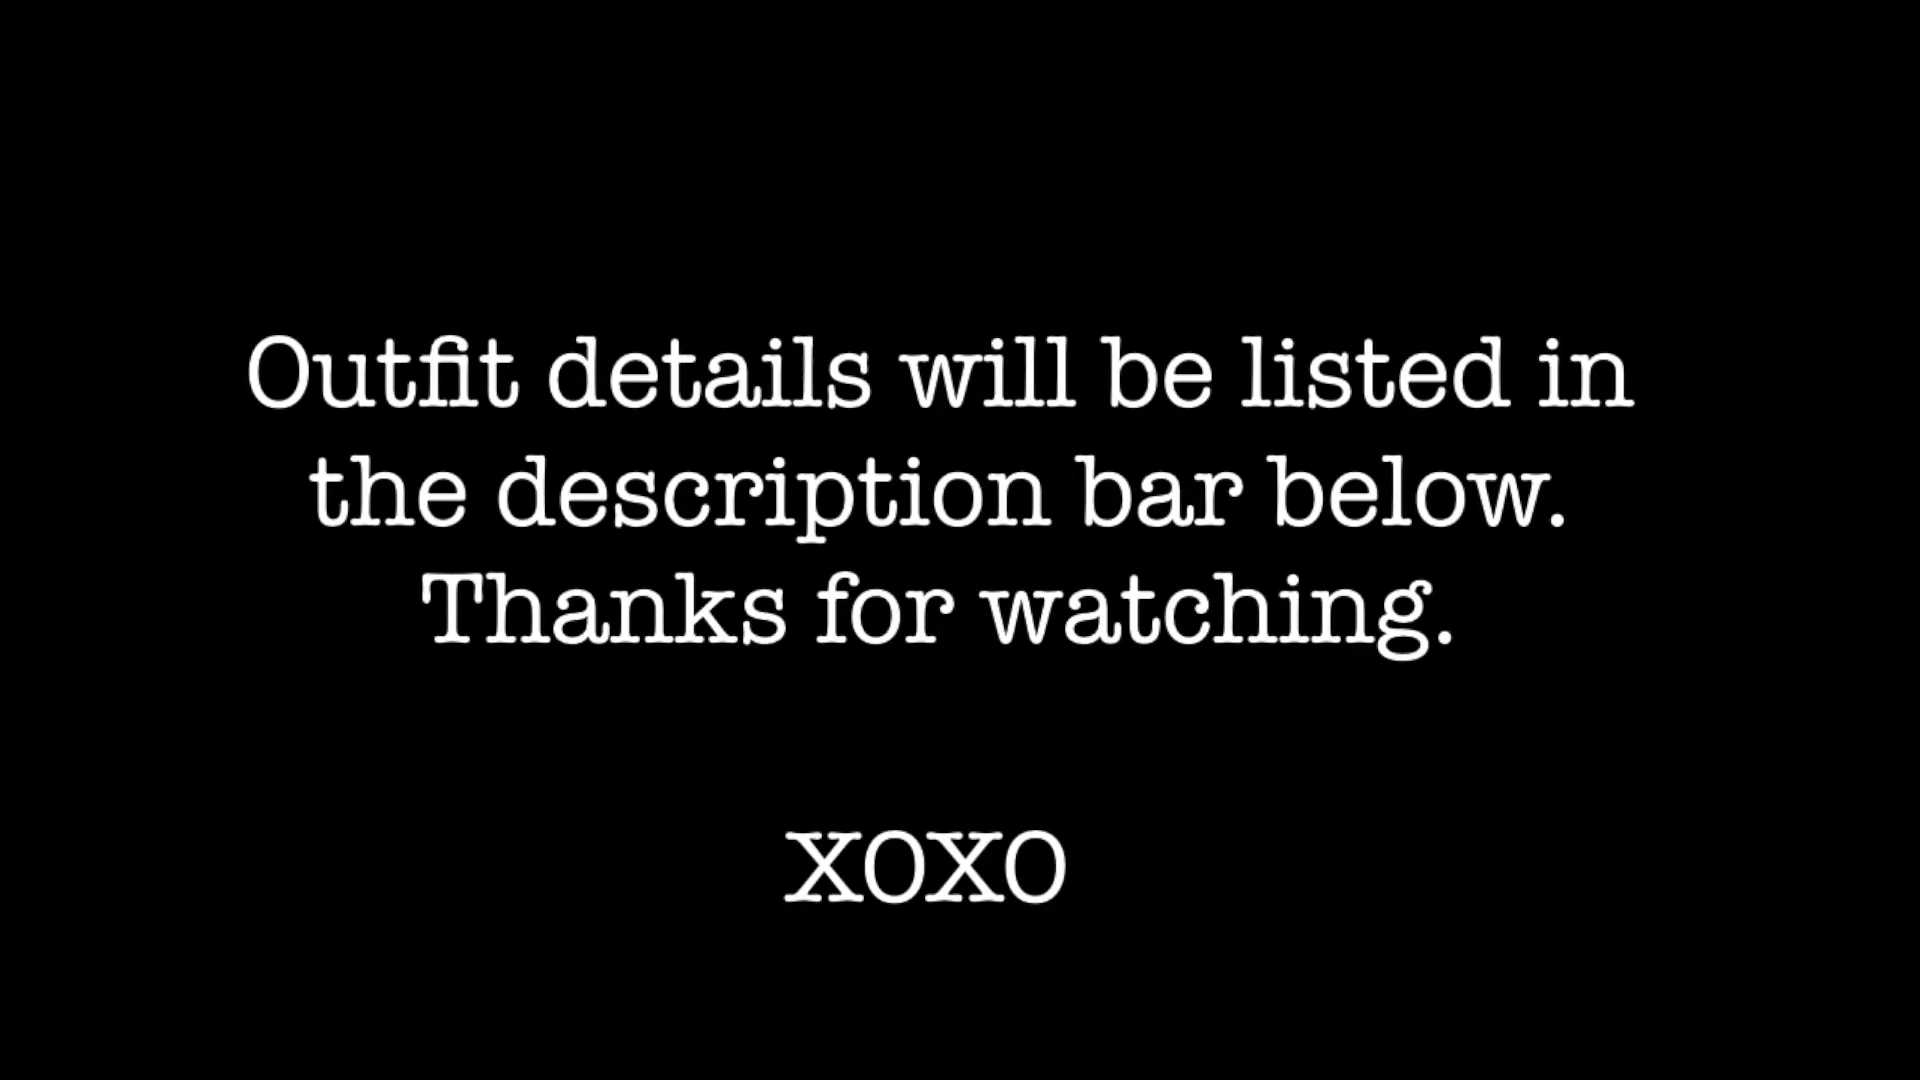 Outfit details will be listed in
the description bar below.
Thanks for watching.
XOXO